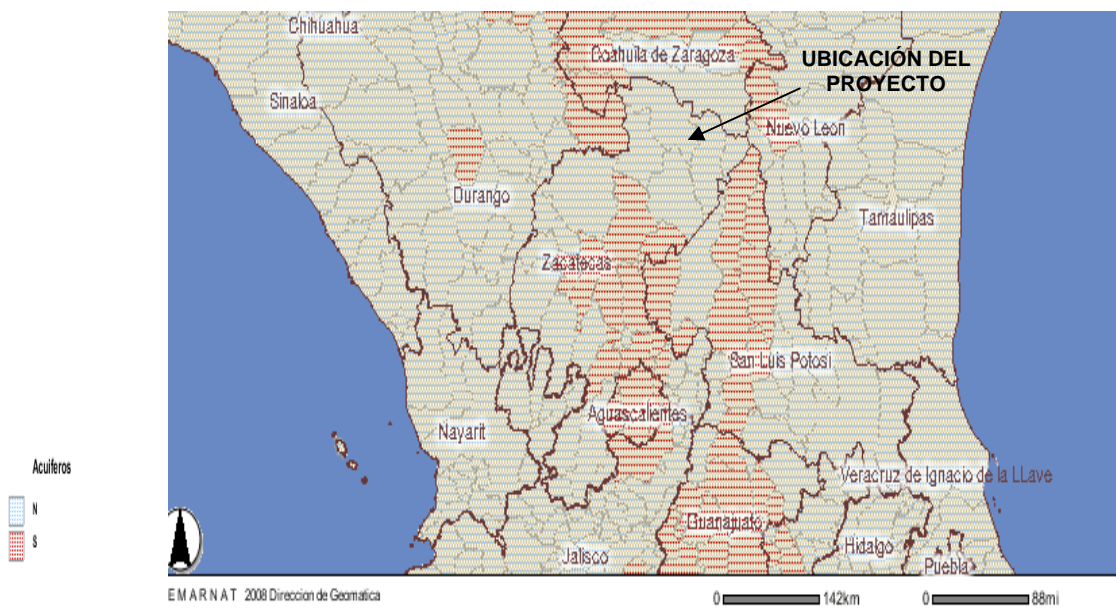 Chihuahua
Coahuila de Zaragoza
UBICACIÓN DEL
PROYECTO
Sinaloa
Nuevo Leon
Durango
Tamaulipas
Zacatecas
San Luis Potosi
Aguascalientes
Nayarit
Veracruz de Ignacio de la LLave
Guanajuato
Hidalgo
Jalisco
Puebla
Acuiferos
N
S
EMARNAT 2008 Direccion de Geomatica
0 142km 0 88mi